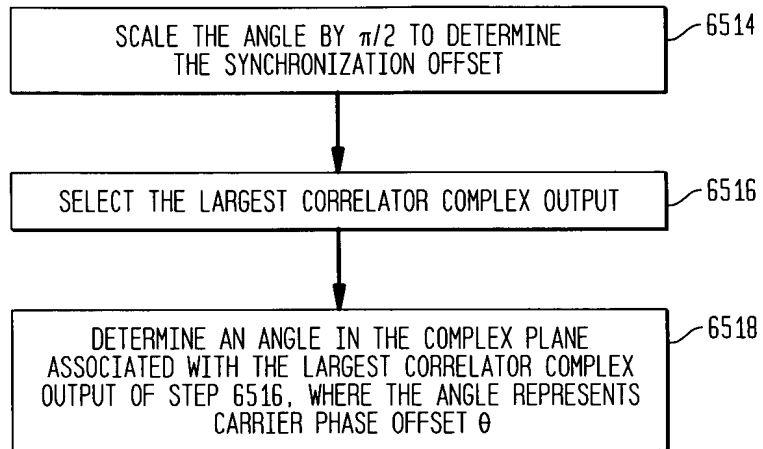 SCALE THE ANGLE BY π/2 TO DETERMINE
THE SYNCHRONIZATION OFFSET
6514
SELECT THE LARGEST CORRELATOR COMPLEX OUTPUT
6516
DETERMINE AN ANGLE IN THE COMPLEX PLANE
ASSOCIATED WITH THE LARGEST CORRELATOR COMPLEX
OUTPUT OF STEP 6516, WHERE THE ANGLE REPRESENTS
CARRIER PHASE OFFSET θ
6518